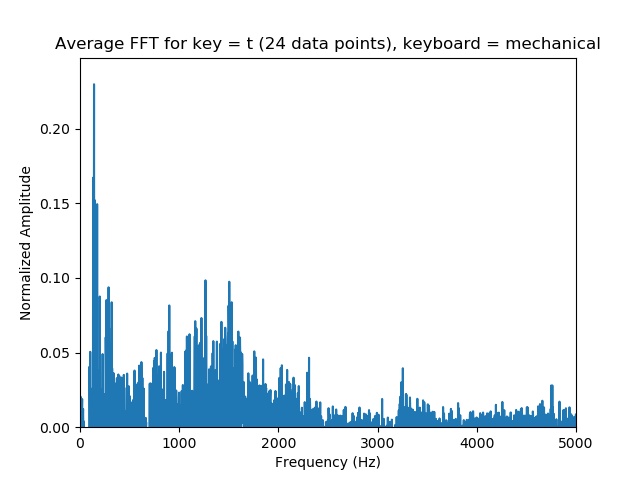 Average FFT for key = t (24 data points), keyboard = mechanical
0.20
0.15
0.10
0.05
0.00
Normalized Amplitude
0 1000 2000 3000 4000 5000
Frequency (Hz)